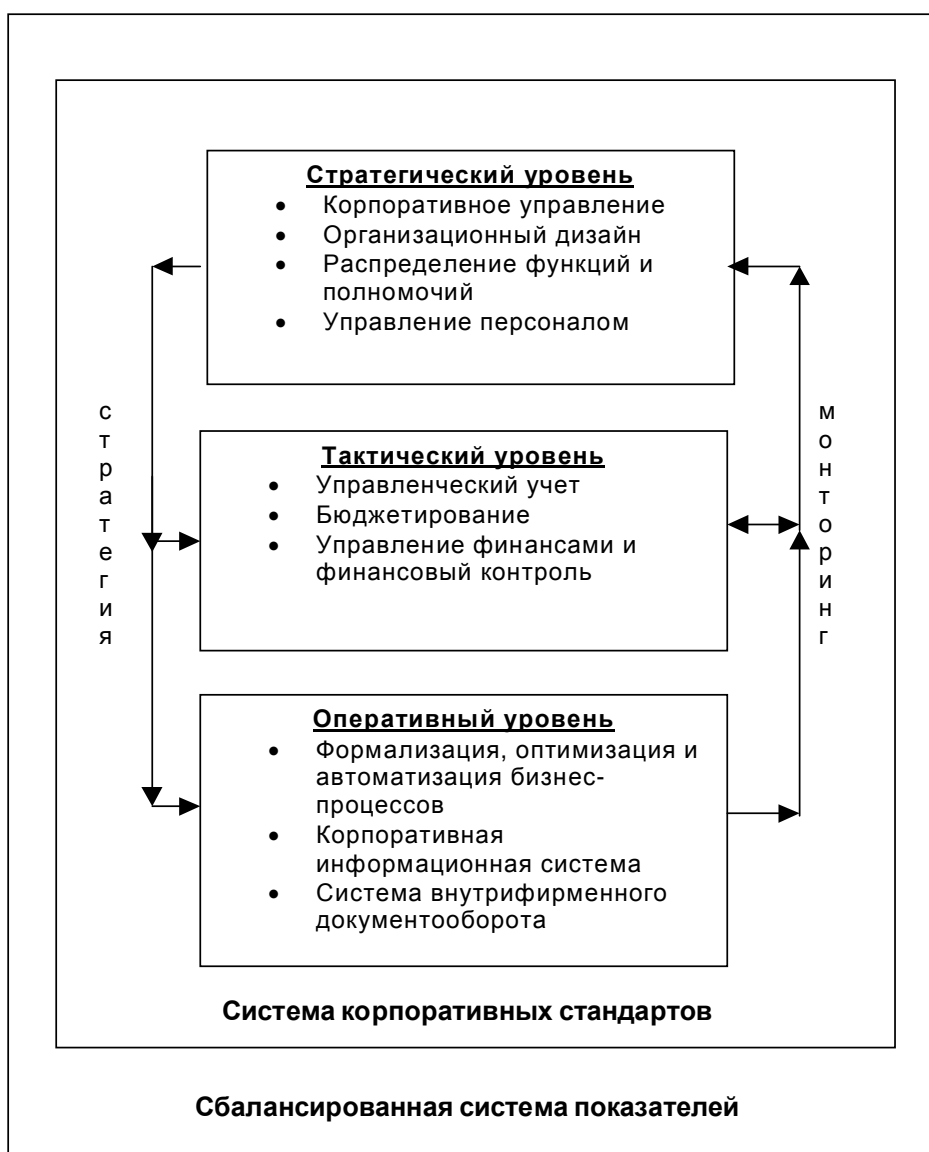 Стратегический уровень
• Корпоративное управление
• Организационный дизайн
• Распределение функций и
полномочий
• Управление персоналом
стратегия
монторинг
Тактический уровень
• Управленческий учет
• Бюджетирование
• Управление финансами и
финансовый контроль
Оперативный уровень
• Формализация, оптимизация и
автоматизация бизнес-
процессов
• Корпоративная
информационная система
• Система внутрифирменного
документооборота
Система корпоративных стандартов
Сбалансированная система показателей